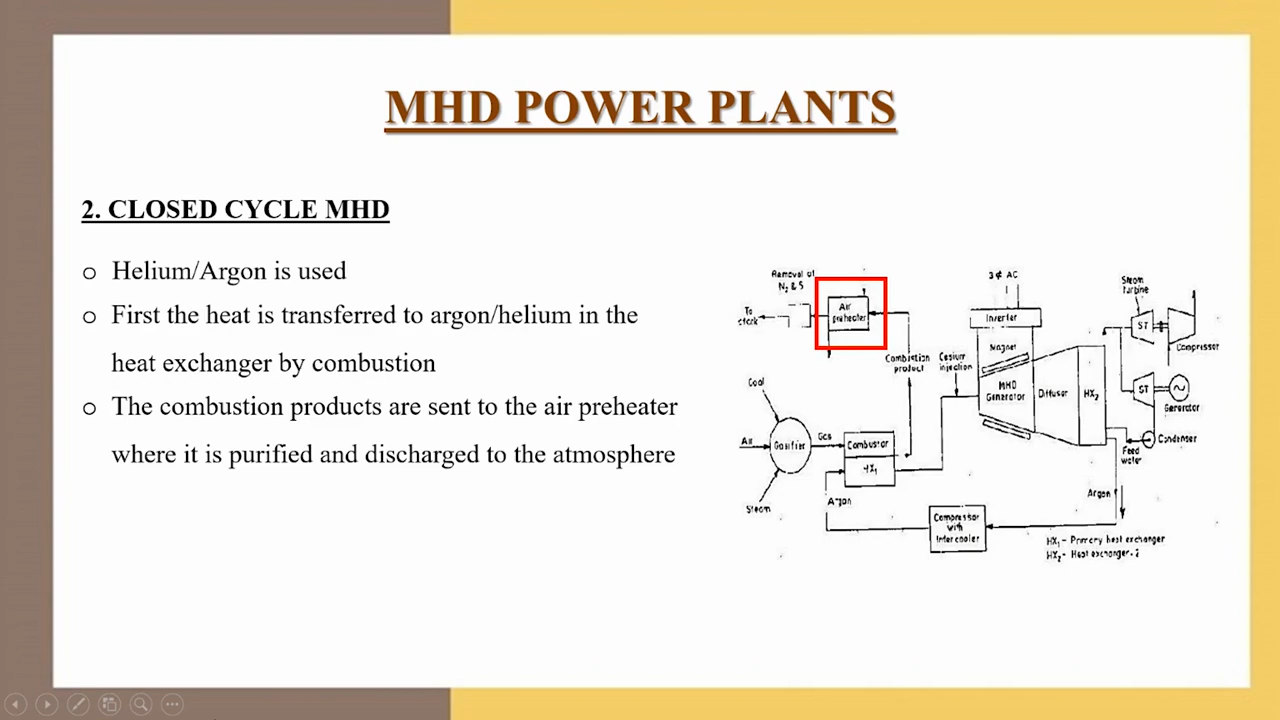 MHD POWER PLANTS
2. CLOSED CYCLE MHD
o Helium/Argon is used
o First the heat is transferred to argon/helium in the
heat exchanger by combustion
o The combustion products are sent to the air preheater
where it is purified and discharged to the atmosphere
Removal of
N2 & S
To
stack
Air
preheater
Combustion
product
Cesium
injection
3 ¢ AC
Inverter
Magnet
MHD
Generator
Diffuser
HX2
Steam
turbine
ST
Compressor
ST
Generator
Condenser
Feed
water
Coal
Air
Gasifier
Gas
Combustor
HX1
Steam
Argon
Compressor
with
intercooler
Argon
HX1- Primary heat exchanger
HX2- Heat exchanger-2